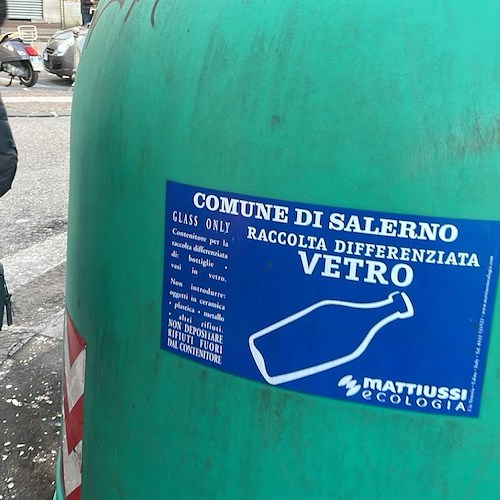 COMUNE DI SALERNO
RACCOLTA DIFFERENZIATA
VETRO
GLASS ONLY
Contenitore per la
raccolta differenziata
di: bottiglie •
vasi in vetro.
Non introdurre:
oggetti in ceramica
• plastica • metallo
• altri rifiuti.
NON DEPOSITARE
RIFIUTI FUORI
DAL CONTENITORE
MATTIUSSI
ECOLOGIA